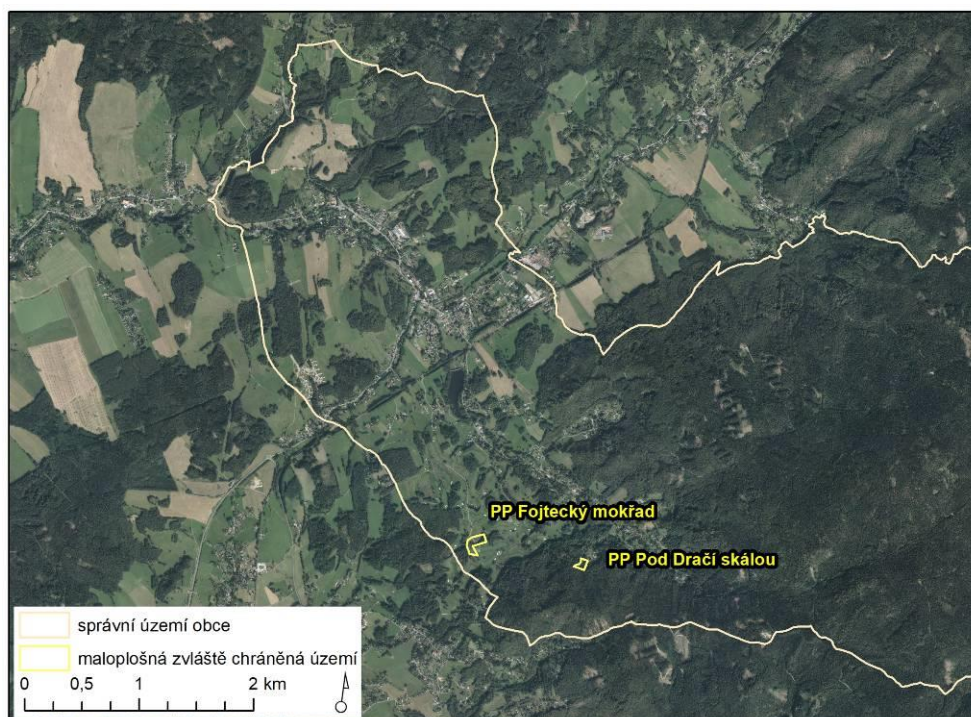 PP Fojtecký mokřad
PP Pod Dračí skálou
správní území obce
maloplošná zvláště chráněná území
0 0,5 1 2 km